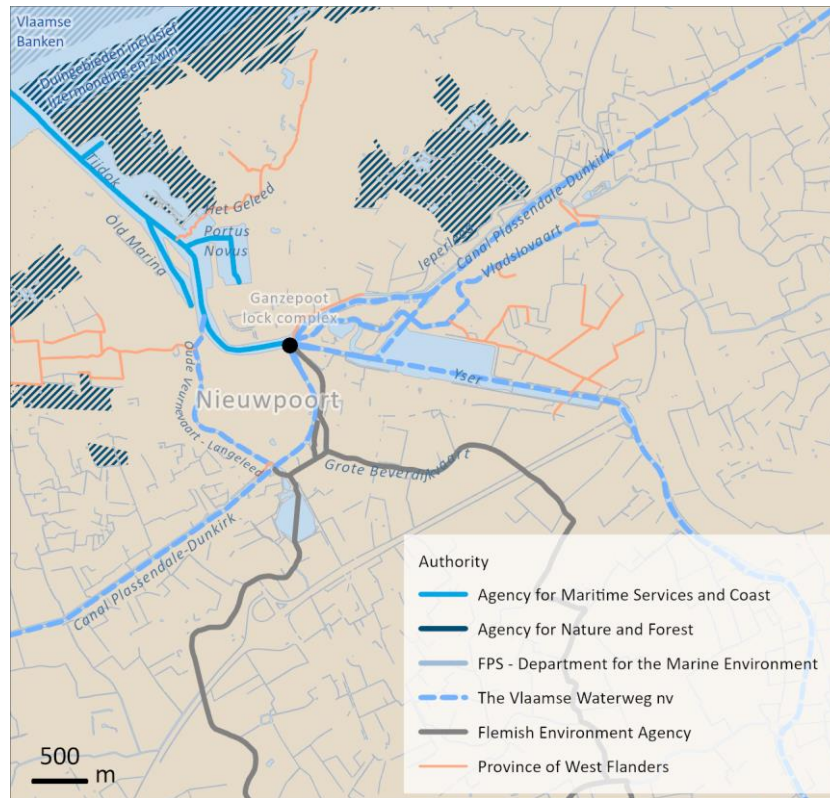 Vlaamse
Banken
Duingebieden inclusief
Ijzermonding en Zwin
Tijdok
Het Geleed
Portus
Novus
Old Marina
Ieperleed
Canal Plassendale-Dunkirk
Vladslovaart
Ganzepoot
lock complex
Yser
Oude Veurnevaart - Langeleed
Nieuwpoort
Grote Beverdijkvaart
Canal Plassendale-Dunkirk
Authority
Agency for Maritime Services and Coast
Agency for Nature and Forest
FPS - Department for the Marine Environment
The Vlaamse Waterweg nv
Flemish Environment Agency
Province of West Flanders
500
m